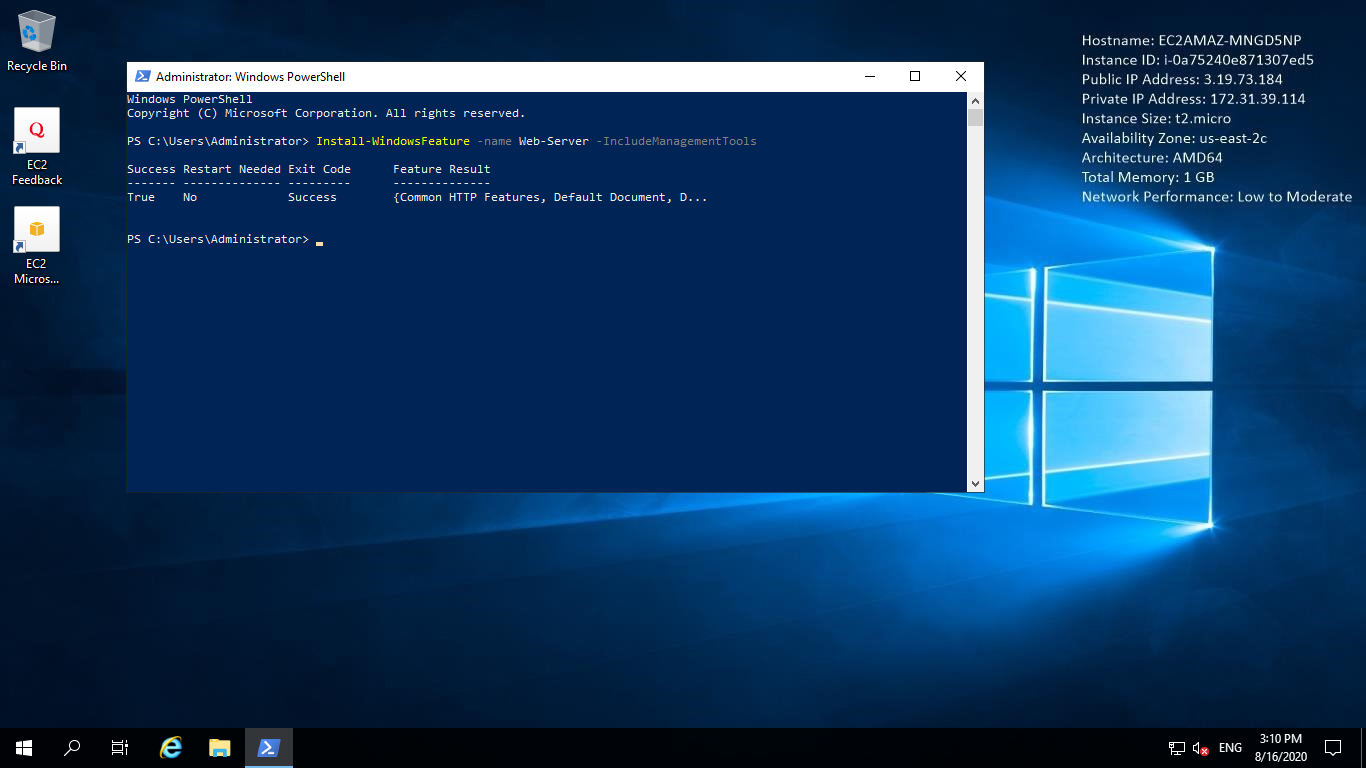 Recycle Bin
EC2
Feedback
EC2
Micros...
Administrator: Windows PowerShell
Windows PowerShell
Copyright (C) Microsoft Corporation. All rights reserved.
PS C:\Users\Administrator> Install-WindowsFeature -name Web-Server -IncludeManagementTools
Success Restart Needed Exit Code      Feature Result
------- -------------- ---------      --------------
True    No             Success        {Common HTTP Features, Default Document, D...
PS C:\Users\Administrator>
Hostname: EC2AMAZ-MNGD5NP
Instance ID: i-0a75240e871307ed5
Public IP Address: 3.19.73.184
Private IP Address: 172.31.39.114
Instance Size: t2.micro
Availability Zone: us-east-2c
Architecture: AMD64
Total Memory: 1 GB
Network Performance: Low to Moderate
ENG
3:10 PM
8/16/2020